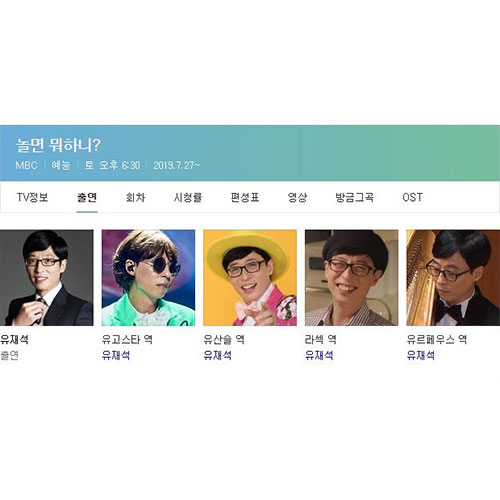 놀면 뭐하니?
MBC | 예능 | 토 오후 6:30 | 2019.7.27~
TV정보 출연 회차 시청률 편성표 영상 방금그곡 OST
유재석 유고스타 역 유산슬 역 라섹 역 유르페우스 역
출연 유재석 유재석 유재석 유재석